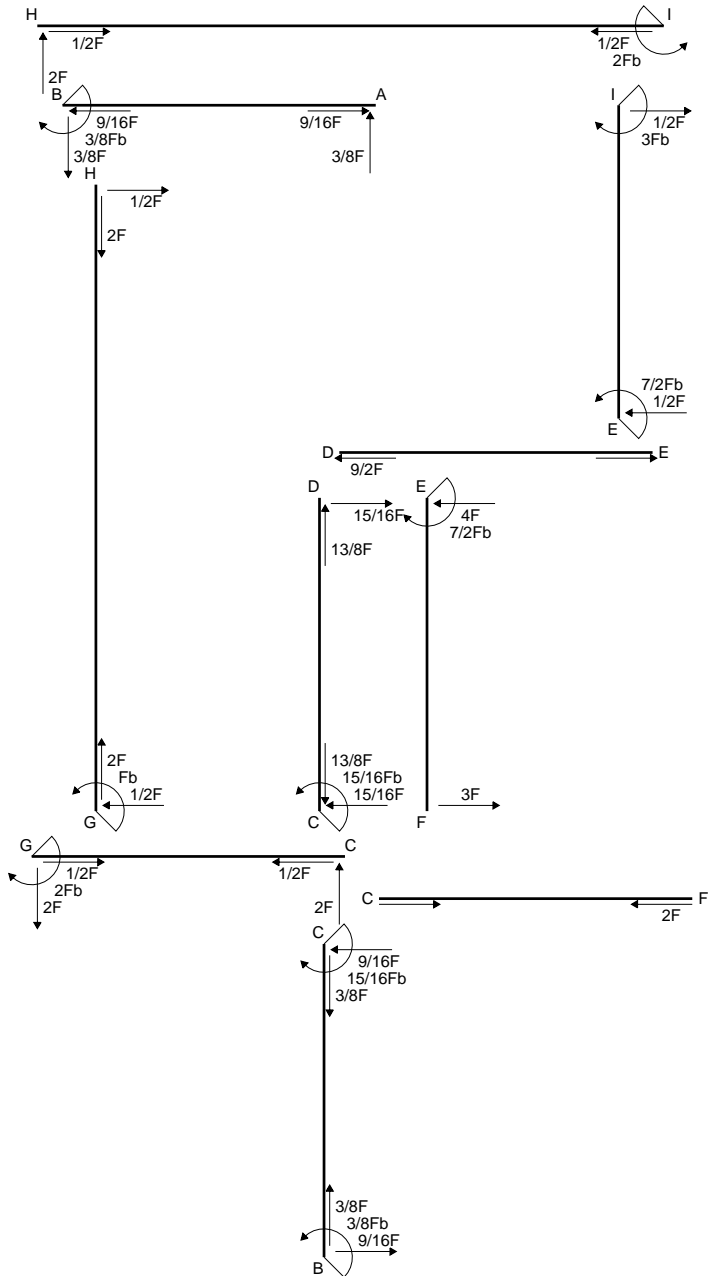 H I
1/2F 1/2F
2F 2Fb
B A I
9/16F 9/16F 1/2F
3/8Fb 3Fb
3/8F 3/8F
H
1/2F
2F
7/2Fb
1/2F
E
D E
9/2F
D E
15/16F 4F
7/2Fb
13/8F
2F 13/8F
Fb 15/16Fb
1/2F 15/16F 3F
G C F
G C
1/2F 1/2F
2Fb
2F 2F
C F
2F
C
9/16F
15/16Fb
3/8F
3/8F
3/8Fb
9/16F
B